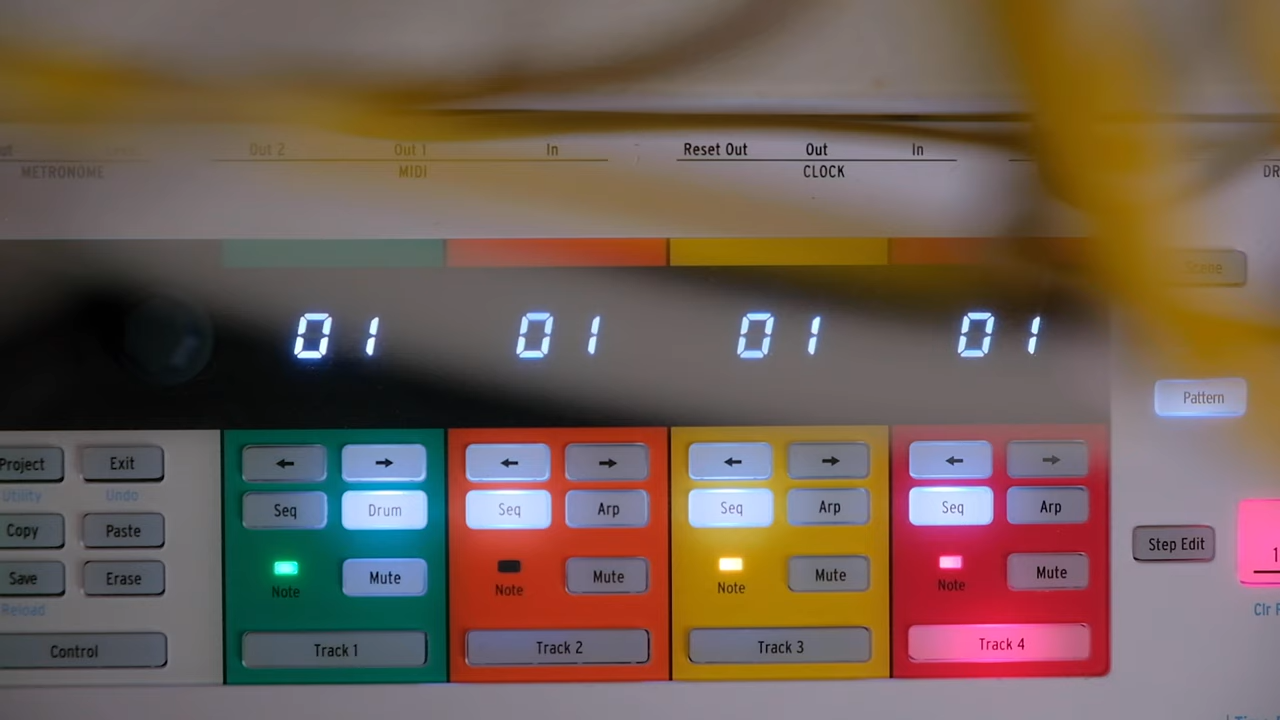 Out 2 Out 1 In Reset Out Out In
METRONOME MIDI CLOCK
Scene
01 01 01 01
Pattern
Project Exit ← → ← → ← → ← →
Utility Undo
Copy Paste Seq Drum Seq Arp Seq Arp Seq Arp
Step Edit
Save Erase Mute Mute Mute Mute
Note Note Note Note
Reload
Control Track 1 Track 2 Track 3 Track 4